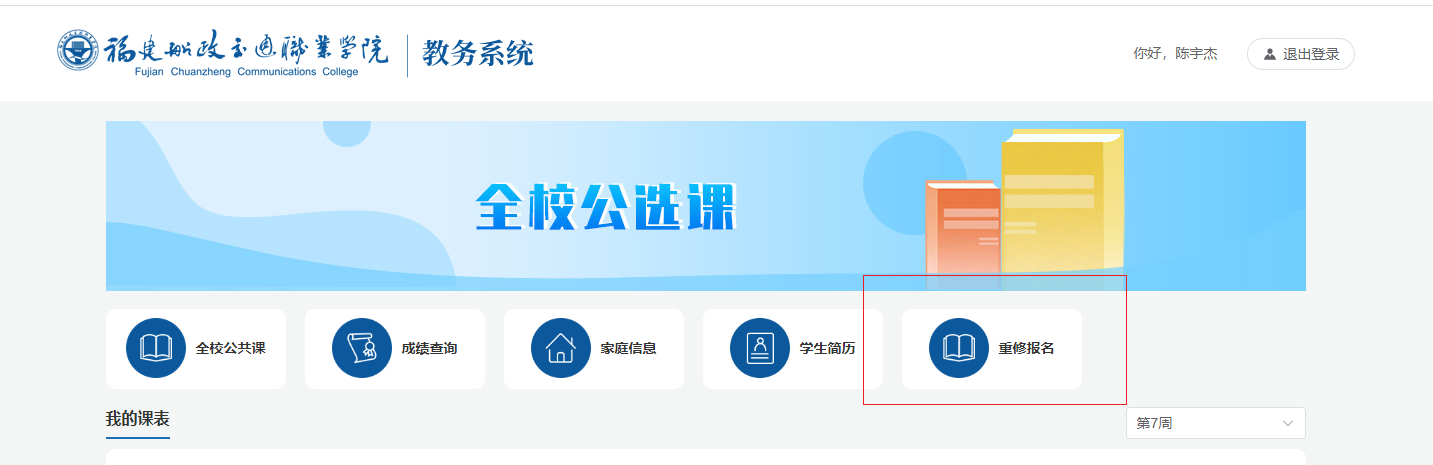 福建船政交通職業学院
Fujian Chuanzheng Communications College
教务系统
你好，陈宇杰
退出登录
全校公选课
全校公共课
成绩查询
家庭信息
学生简历
重修报名
我的课表
第7周